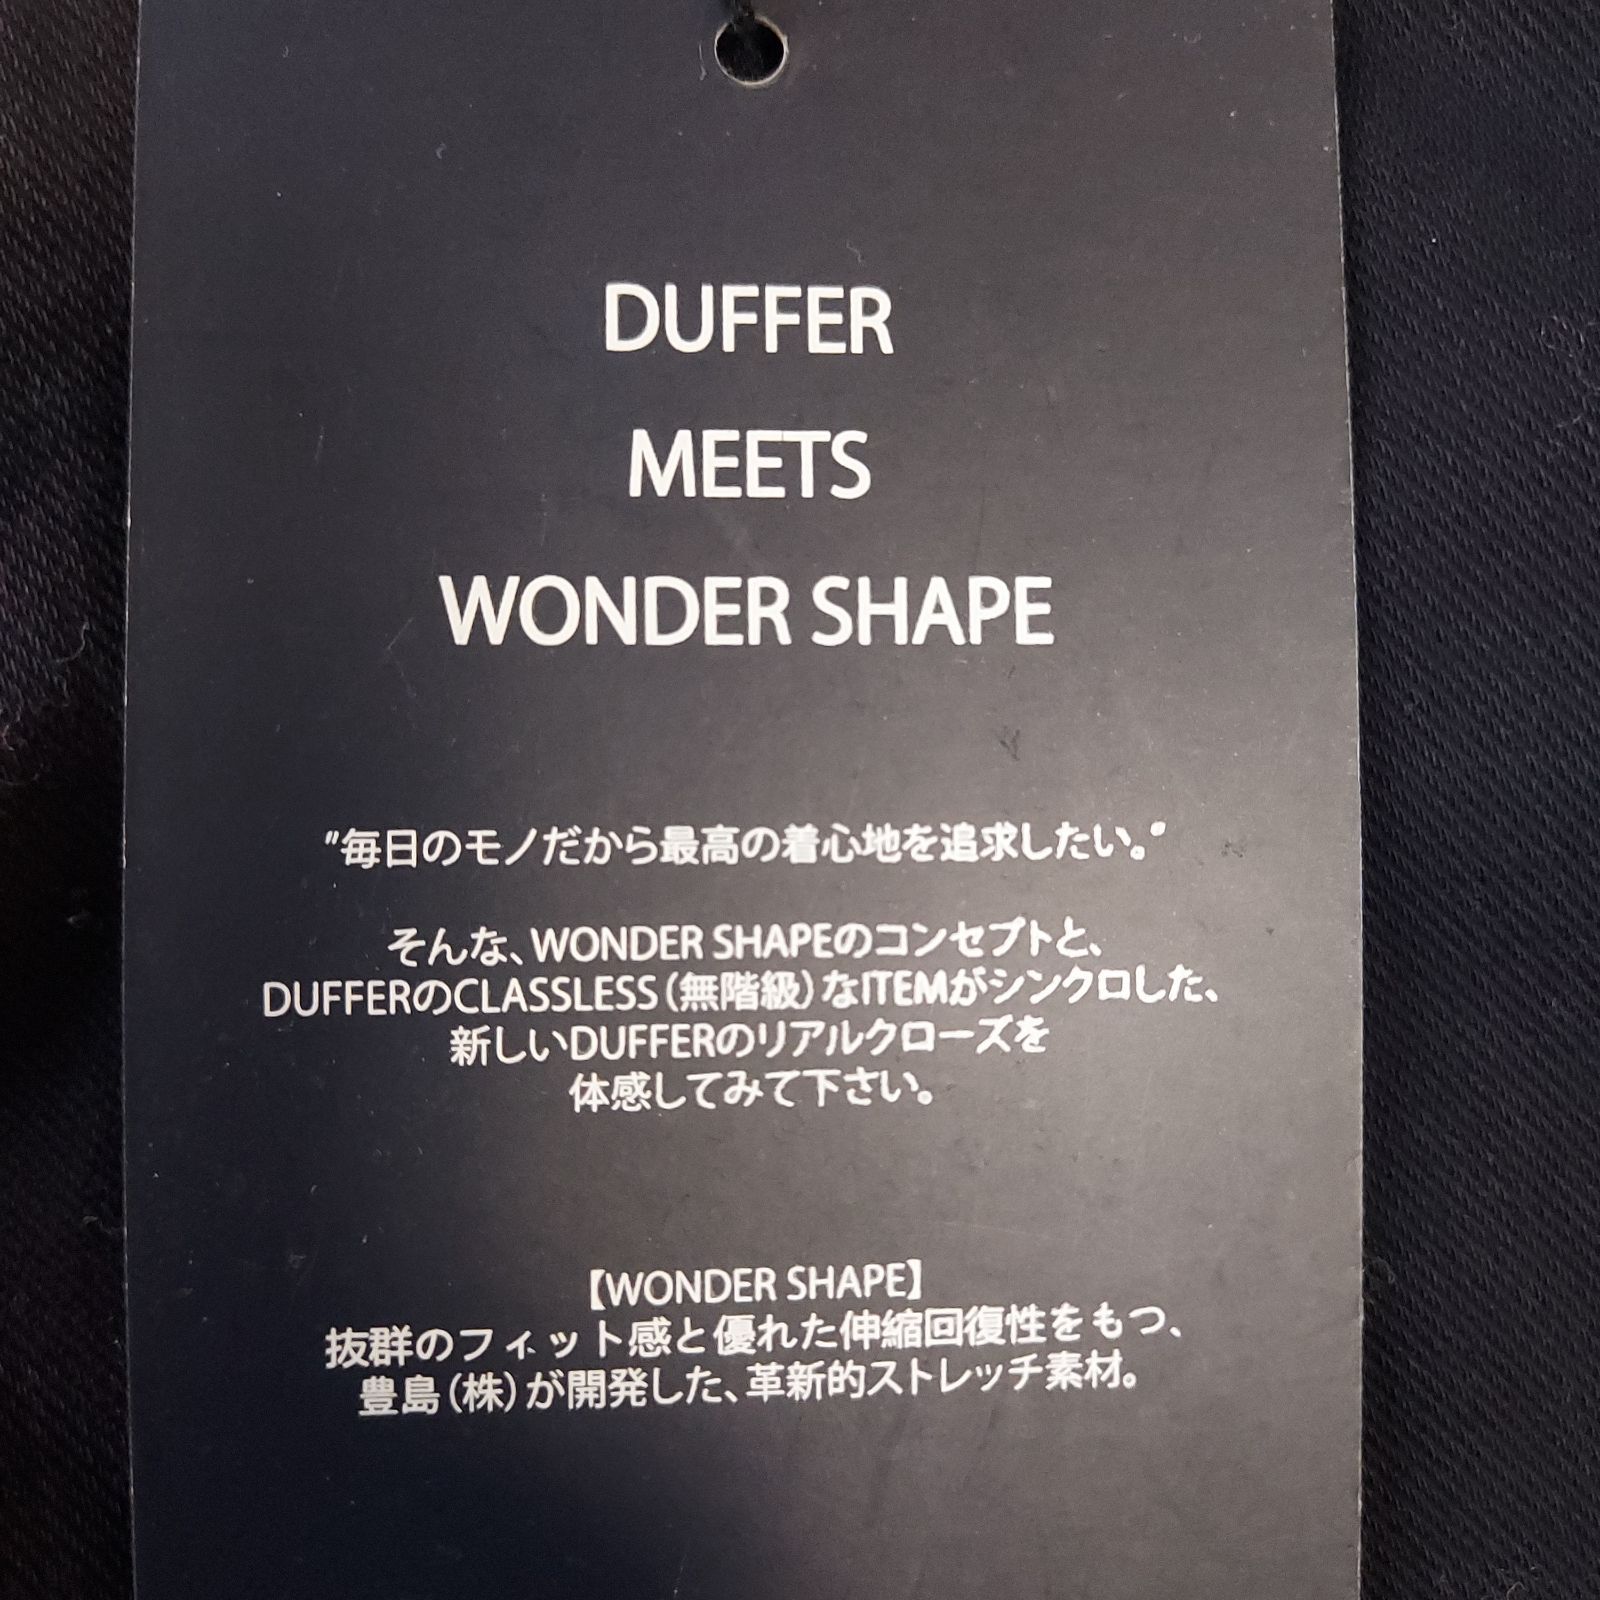 DUFFER
MEETS
WONDER SHAPE
"毎日のモノだから最高の着心地を追求したい。"
そんな、WONDER SHAPEのコンセプトと、
DUFFERのCLASSLESS（無階級）なITEMがシンクロした、
新しいDUFFERのリアルクローズを
体感してみて下さい。
【WONDER SHAPE】
抜群のフィット感と優れた伸縮回復性をもつ、
豊島（株）が開発した、革新的ストレッチ素材。